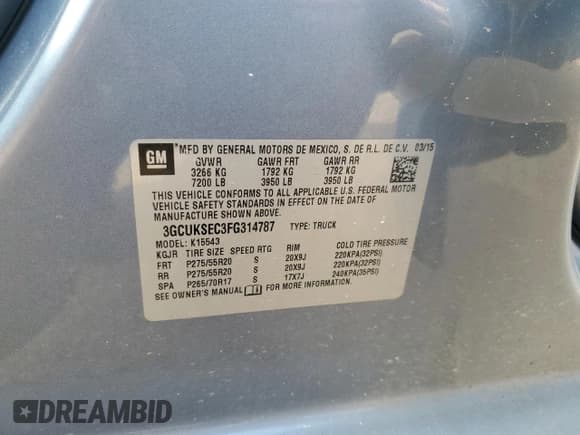 GM
*MFD BY GENERAL MOTORS DE MEXICO, S. DE R.L. DE C.V. 03/15
GVWR GAWR FRT GAWR RR
3266 KG 1792 KG 1792 KG
7200 LB 3950 LB 3950 LB
THIS VEHICLE CONFORMS TO ALL APPLICABLE U.S. FEDERAL MOTOR
VEHICLE SAFETY STANDARDS IN EFFECT ON THE DATE OF
MANUFACTURE SHOWN ABOVE.
3GCUKSEC3FG314787 TYPE: TRUCK
MODEL: K15543
KGJR TIRE SIZE SPEED RTG RIM COLD TIRE PRESSURE
FRT P275/55R20 S 20X9J 220KPA(32PSI)
RR P275/55R20 S 20X9J 220KPA(32PSI)
SPA P265/70R17 S 17X7J 240KPA(35PSI)
SEE OWNER'S MANUAL FOR MORE INFORMATION.
DREAMBID